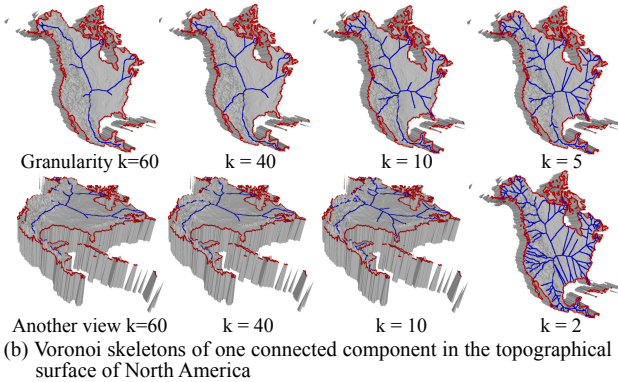 Granularity k=60 k = 40 k = 10 k = 5
Another view k=60 k = 40 k = 10 k = 2
(b) Voronoi skeletons of one connected component in the topographical
surface of North America